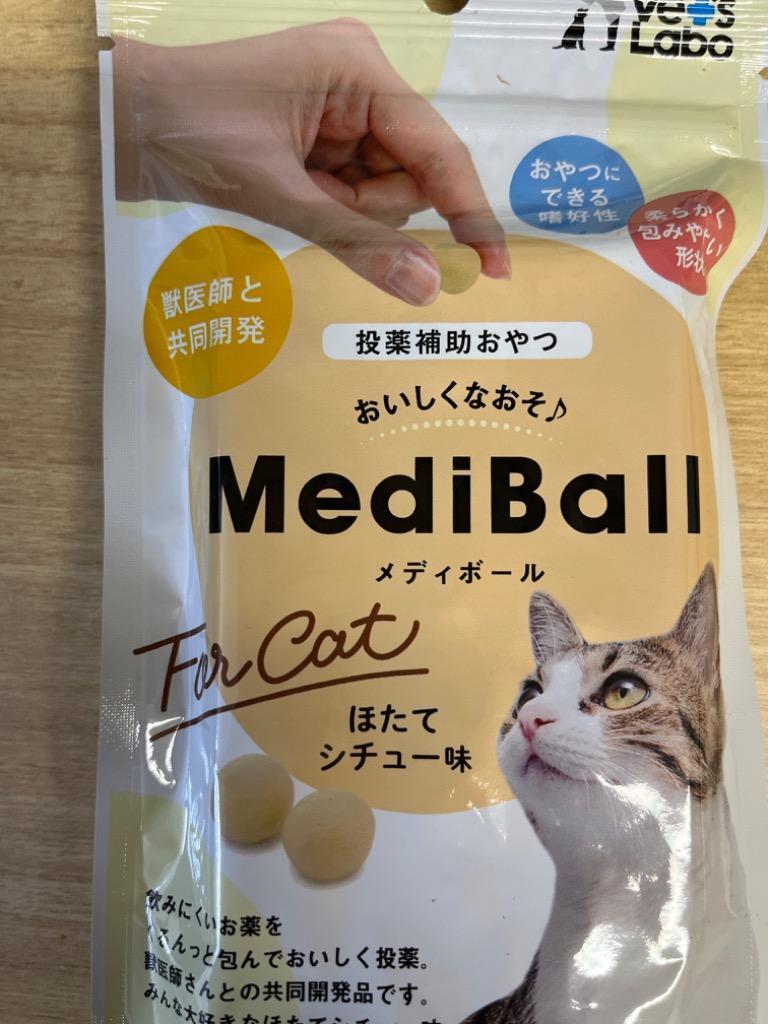 Vet's
Labo
おやつに
できる
嗜好性
柔らかく
包みやすい
形状
獣医師と
共同開発
投薬補助おやつ
おいしくなおそ♪
MediBall
メディボール
For Cat
ほたて
シチュー味
飲みにくいお薬を
くるんっと包んでおいしく投薬。
獣医師さんとの共同開発品です。
みんな大好きなほたてシチュー味